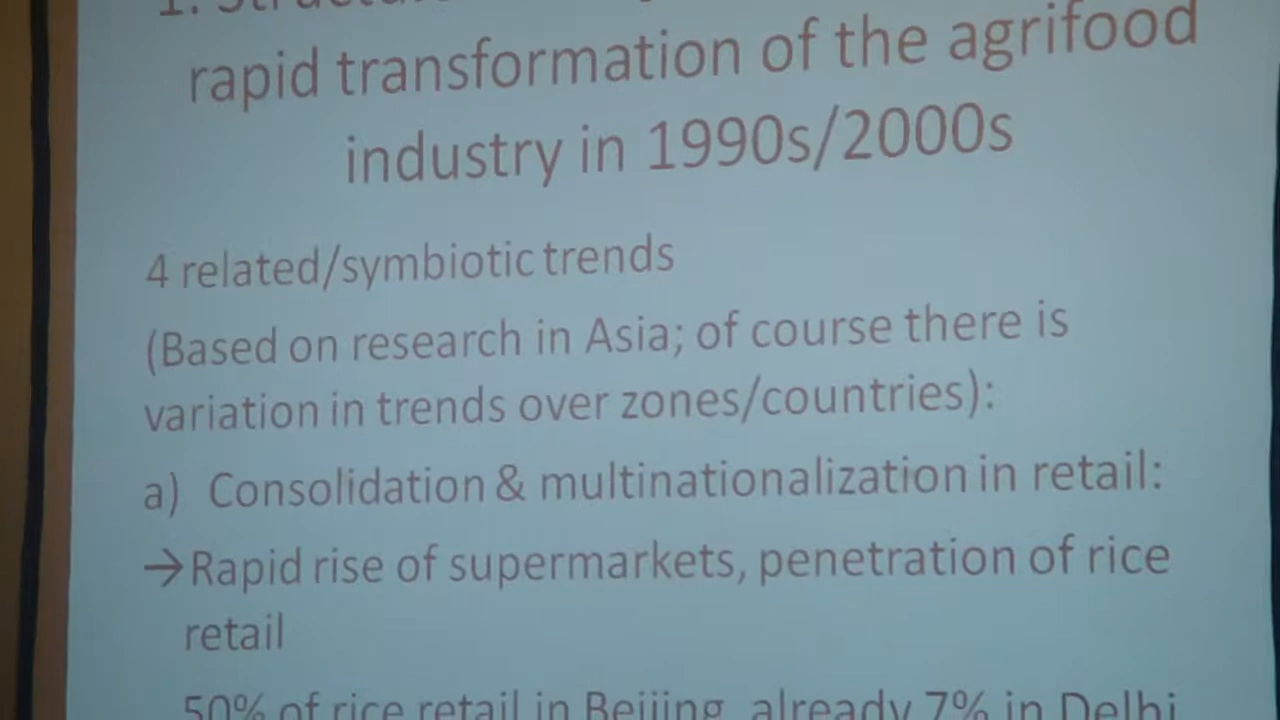 rapid transformation of the agrifood
industry in 1990s/2000s
4 related/symbiotic trends
(Based on research in Asia; of course there is
variation in trends over zones/countries):
a) Consolidation & multinationalization in retail:
→Rapid rise of supermarkets, penetration of rice
retail
50% of rice retail in Beijing, already 7% in Delhi